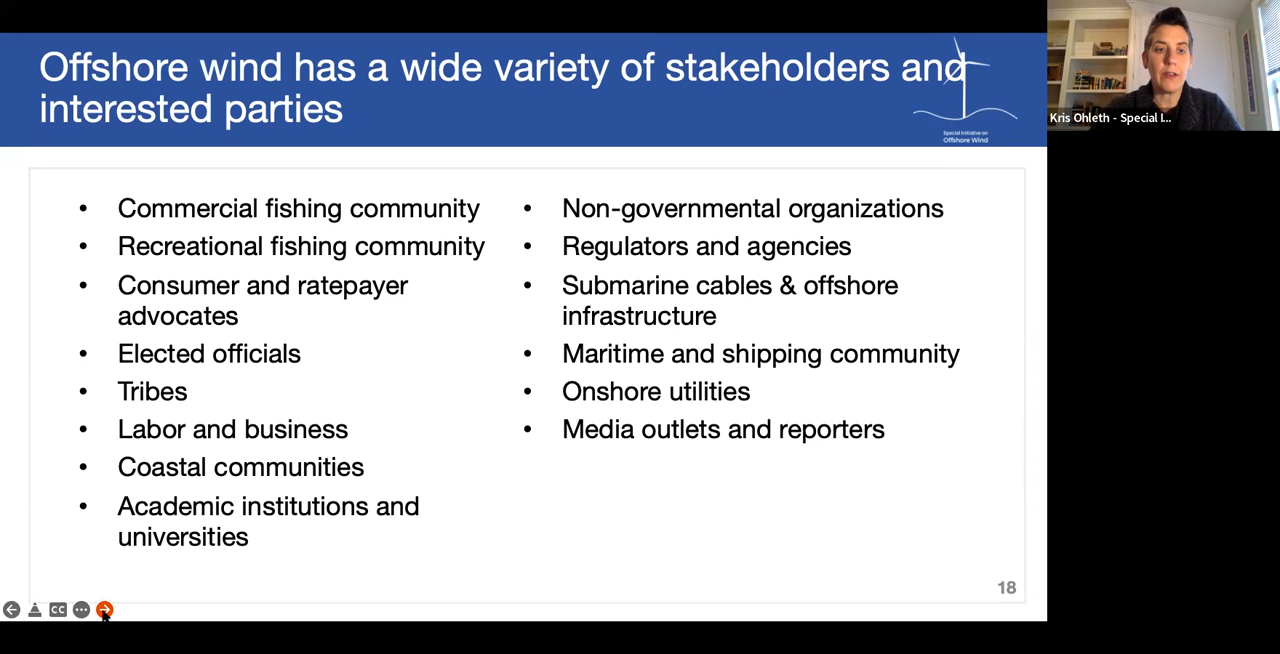 Offshore wind has a wide variety of stakeholders and
interested parties
Special Initiative on
Offshore Wind
Kris Ohleth - Special I...
• Commercial fishing community
• Recreational fishing community
• Consumer and ratepayer
advocates
• Elected officials
• Tribes
• Labor and business
• Coastal communities
• Academic institutions and
universities
• Non-governmental organizations
• Regulators and agencies
• Submarine cables & offshore
infrastructure
• Maritime and shipping community
• Onshore utilities
• Media outlets and reporters
18
CC